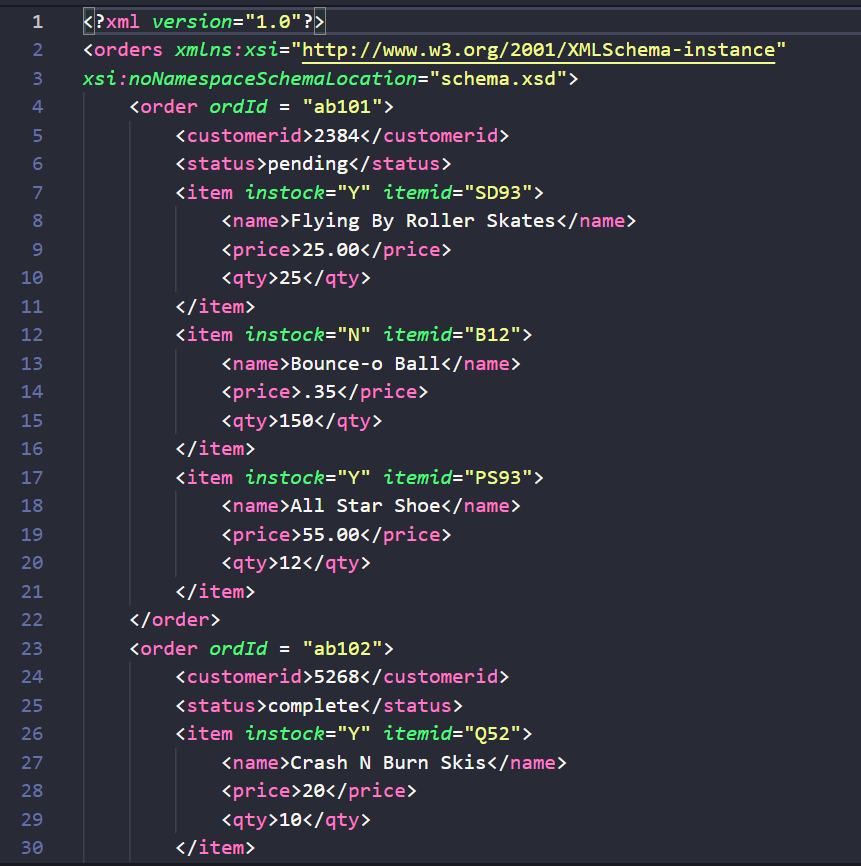 1 <?xml version="1.0"?>
2 <orders xmlns:xsi="http://www.w3.org/2001/XMLSchema-instance"
3 xsi:noNamespaceSchemaLocation="schema.xsd">
4     <order ordId = "ab101">
5         <customerid>2384</customerid>
6         <status>pending</status>
7         <item instock="Y" itemid="SD93">
8             <name>Flying By Roller Skates</name>
9             <price>25.00</price>
10             <qty>25</qty>
11         </item>
12         <item instock="N" itemid="B12">
13             <name>Bounce-o Ball</name>
14             <price>.35</price>
15             <qty>150</qty>
16         </item>
17         <item instock="Y" itemid="PS93">
18             <name>All Star Shoe</name>
19             <price>55.00</price>
20             <qty>12</qty>
21         </item>
22     </order>
23     <order ordId = "ab102">
24         <customerid>5268</customerid>
25         <status>complete</status>
26         <item instock="Y" itemid="Q52">
27             <name>Crash N Burn Skis</name>
28             <price>20</price>
29             <qty>10</qty>
30         </item>